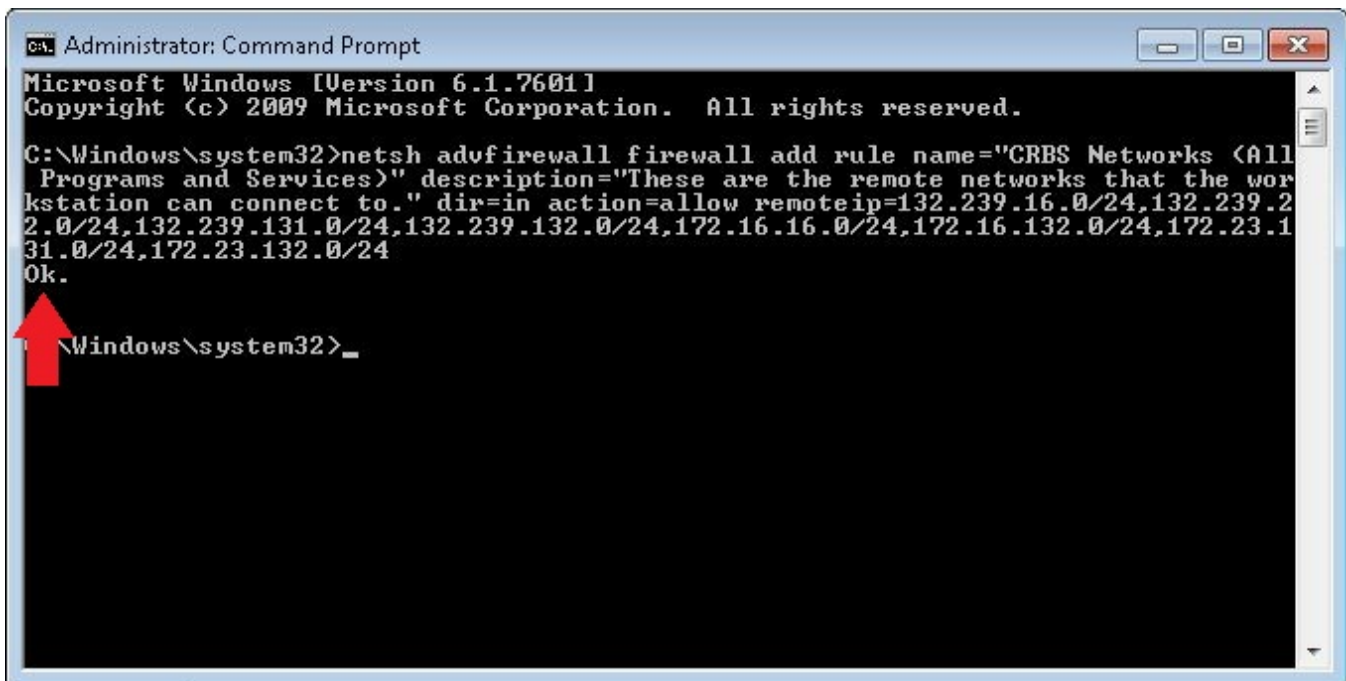 Administrator: Command Prompt
Microsoft Windows [Version 6.1.7601]
Copyright (c) 2009 Microsoft Corporation.  All rights reserved.
C:\Windows\system32>netsh advfirewall firewall add rule name="CRBS Networks (All
 Programs and Services)" description="These are the remote networks that the wor
kstation can connect to." dir=in action=allow remoteip=132.239.16.0/24,132.239.2
2.0/24,132.239.131.0/24,132.239.132.0/24,172.16.16.0/24,172.16.132.0/24,172.23.1
31.0/24,172.23.132.0/24
Ok.
\Windows\system32>_